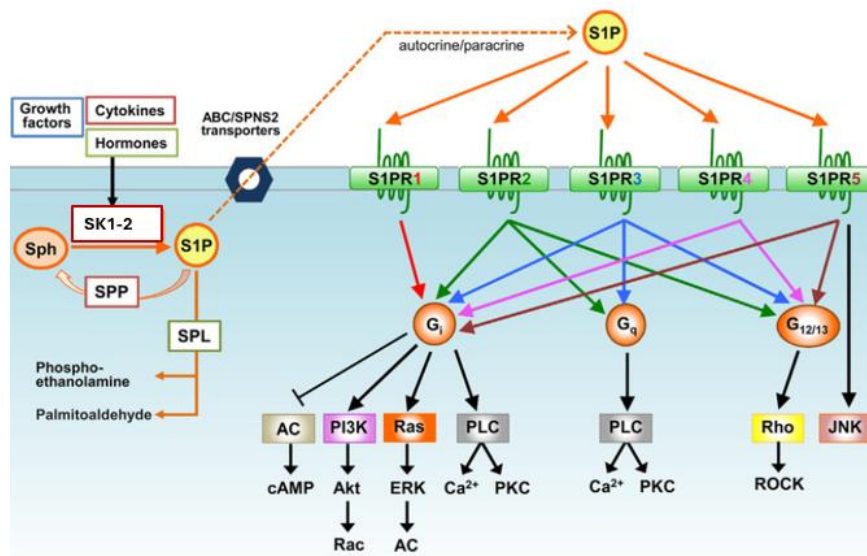 S1P
autocrine/paracrine
Growth
factors
Cytokines
Hormones
ABC/SPNS2
transporters
S1PR1
S1PR2
S1PR3
S1PR4
S1PR5
SK1-2
Sph
S1P
SPP
SPL
Phospho-
ethanolamine
Palmitoaldehyde
Gi
Gq
G12/13
AC
PI3K
Ras
PLC
PLC
Rho
JNK
cAMP
Akt
ERK
Ca²⁺
PKC
Ca²⁺
PKC
ROCK
Rac
AC